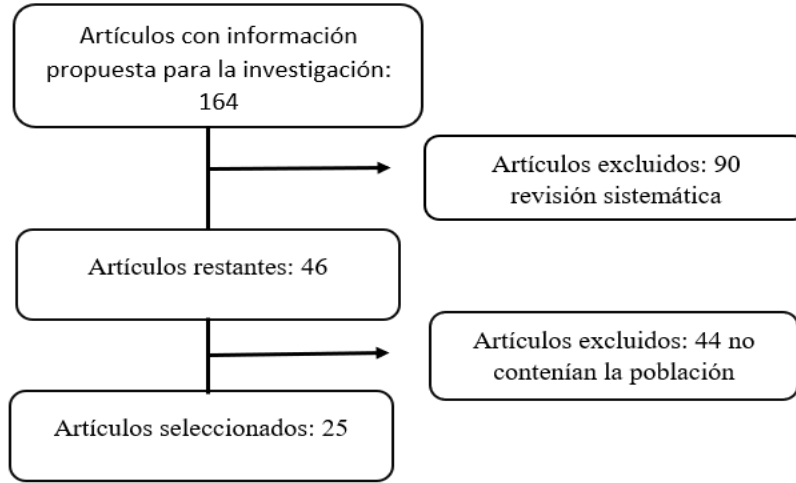 Artículos con información
propuesta para la investigación:
164
Artículos excluidos: 90
revisión sistemática
Artículos restantes: 46
Artículos excluidos: 44 no
contenían la población
Artículos seleccionados: 25